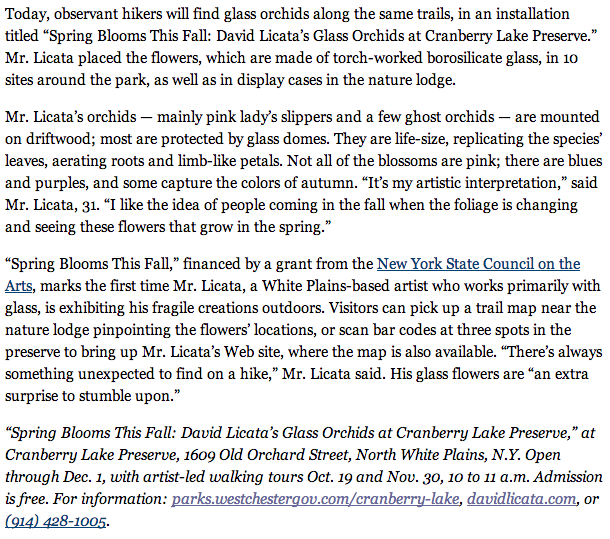 Today, observant hikers will find glass orchids along the same trails, in an installation
titled “Spring Blooms This Fall: David Licata’s Glass Orchids at Cranberry Lake Preserve.”
Mr. Licata placed the flowers, which are made of torch-worked borosilicate glass, in 10
sites around the park, as well as in display cases in the nature lodge.
Mr. Licata’s orchids — mainly pink lady’s slippers and a few ghost orchids — are mounted
on driftwood; most are protected by glass domes. They are life-size, replicating the species’
leaves, aerating roots and limb-like petals. Not all of the blossoms are pink; there are blues
and purples, and some capture the colors of autumn. “It’s my artistic interpretation,” said
Mr. Licata, 31. “I like the idea of people coming in the fall when the foliage is changing
and seeing these flowers that grow in the spring.”
“Spring Blooms This Fall,” financed by a grant from the New York State Council on the
Arts, marks the first time Mr. Licata, a White Plains-based artist who works primarily with
glass, is exhibiting his fragile creations outdoors. Visitors can pick up a trail map near the
nature lodge pinpointing the flowers’ locations, or scan bar codes at three spots in the
preserve to bring up Mr. Licata’s Web site, where the map is also available. “There’s always
something unexpected to find on a hike,” Mr. Licata said. His glass flowers are “an extra
surprise to stumble upon.”
“Spring Blooms This Fall: David Licata’s Glass Orchids at Cranberry Lake Preserve,” at
Cranberry Lake Preserve, 1609 Old Orchard Street, North White Plains, N.Y. Open
through Dec. 1, with artist-led walking tours Oct. 19 and Nov. 30, 10 to 11 a.m. Admission
is free. For information: parks.westchestergov.com/cranberry-lake, davidlicata.com, or
(914) 428-1005.